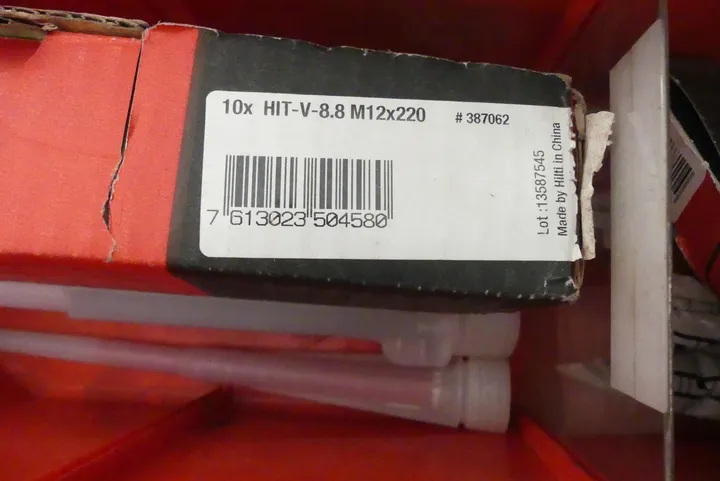 10x HIT-V-8.8 M12x220 # 387062
7 613023 504580
Lot :13587545
Made by Hilti in China